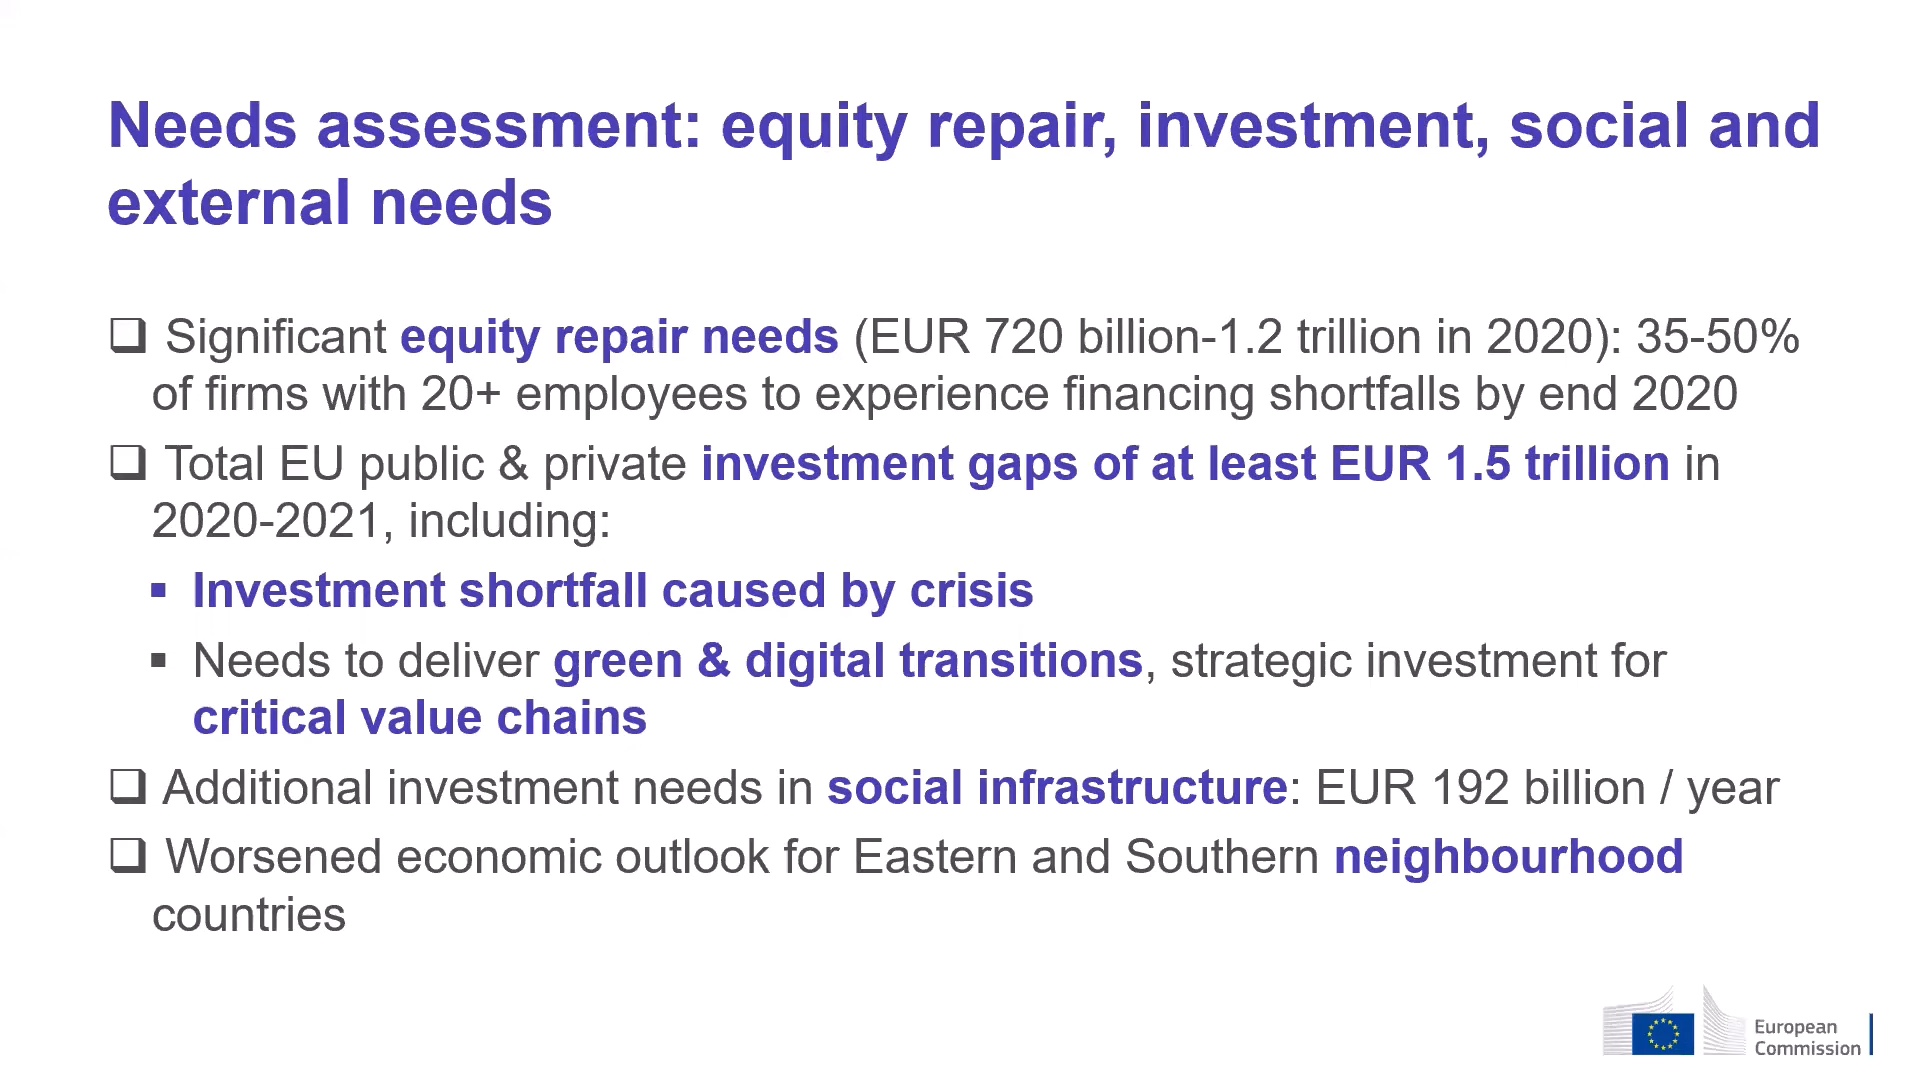 Needs assessment: equity repair, investment, social and
external needs
❑ Significant equity repair needs (EUR 720 billion-1.2 trillion in 2020): 35-50%
of firms with 20+ employees to experience financing shortfalls by end 2020
❑ Total EU public & private investment gaps of at least EUR 1.5 trillion in
2020-2021, including:
▪ Investment shortfall caused by crisis
▪ Needs to deliver green & digital transitions, strategic investment for
critical value chains
❑ Additional investment needs in social infrastructure: EUR 192 billion / year
❑ Worsened economic outlook for Eastern and Southern neighbourhood
countries
European
Commission